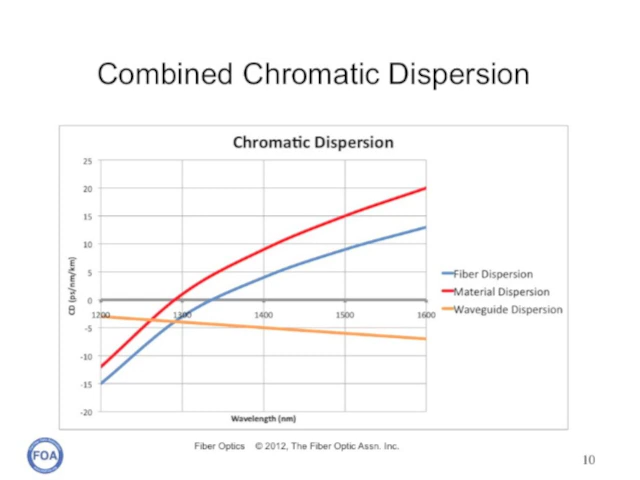 Combined Chromatic Dispersion
Chromatic Dispersion
25
20
15
10
5
0
-5
-10
-15
-20
CD (ps/nm/km)
1200 1300 1400 1500 1600
Wavelength (nm)
Fiber Dispersion
Material Dispersion
Waveguide Dispersion
FOA
Fiber Optics © 2012, The Fiber Optic Assn. Inc.
10